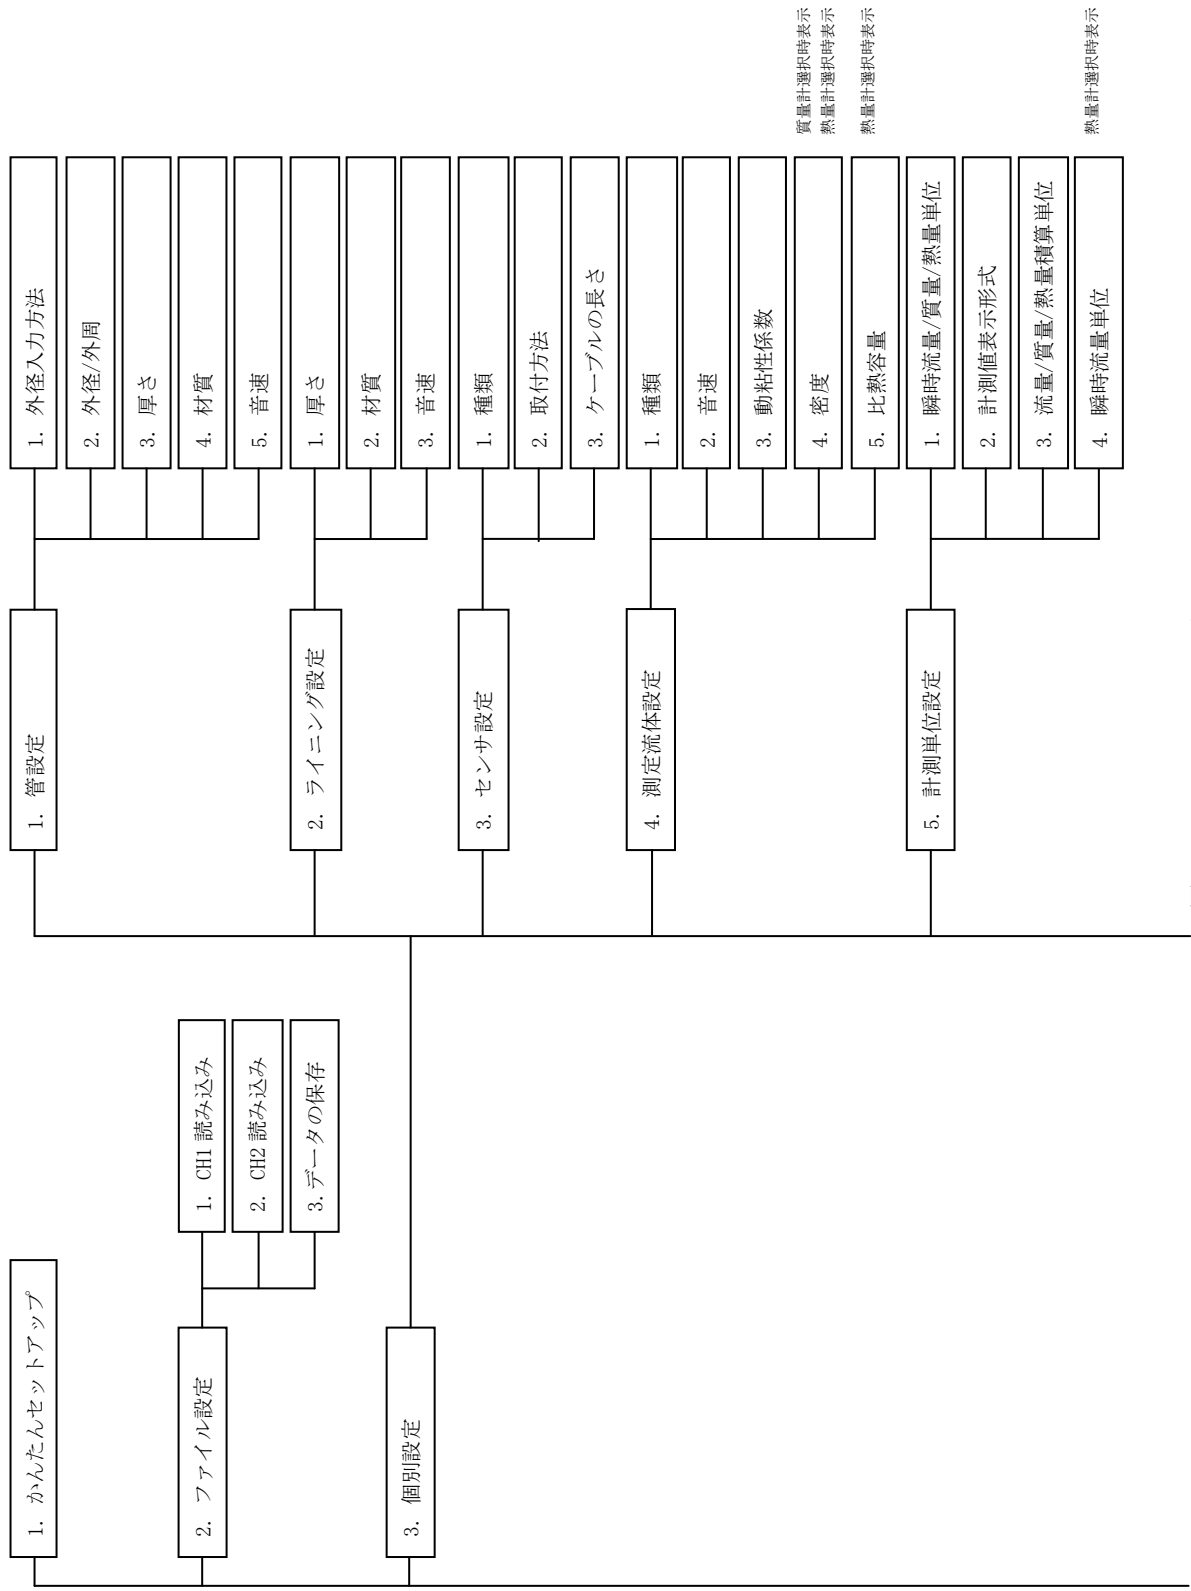 1. かんたんセットアップ
2. ファイル設定
1. CH1 読み込み
2. CH2 読み込み
3.データの保存
3. 個別設定
1. 管設定
1. 外径入力方法
2. 外径/外周
3. 厚さ
4. 材質
5. 音速
2. ライニング設定
1. 厚さ
2. 材質
3. 音速
3. センサ設定
1. 種類
2. 取付方法
3. ケーブルの長さ
4. 測定流体設定
1. 種類
2. 音速
3. 動粘性係数
4. 密度
質量計選択時表示
熱量計選択時表示
5. 比熱容量
熱量計選択時表示
5. 計測単位設定
1. 瞬時流量/質量/熱量単位
2. 計測値表示形式
3. 流量/質量/熱量積算単位
4. 瞬時流量単位
熱量計選択時表示